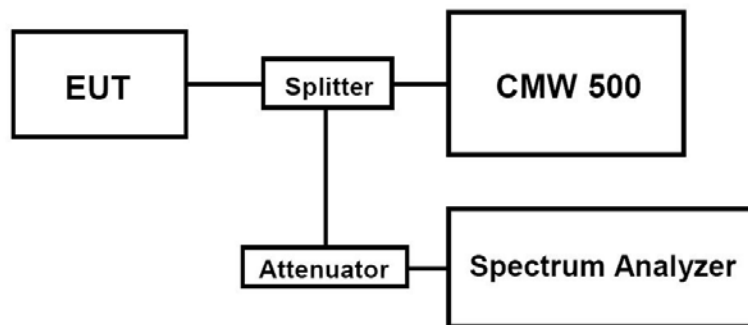 EUT
Splitter
CMW 500
Attenuator
Spectrum Analyzer